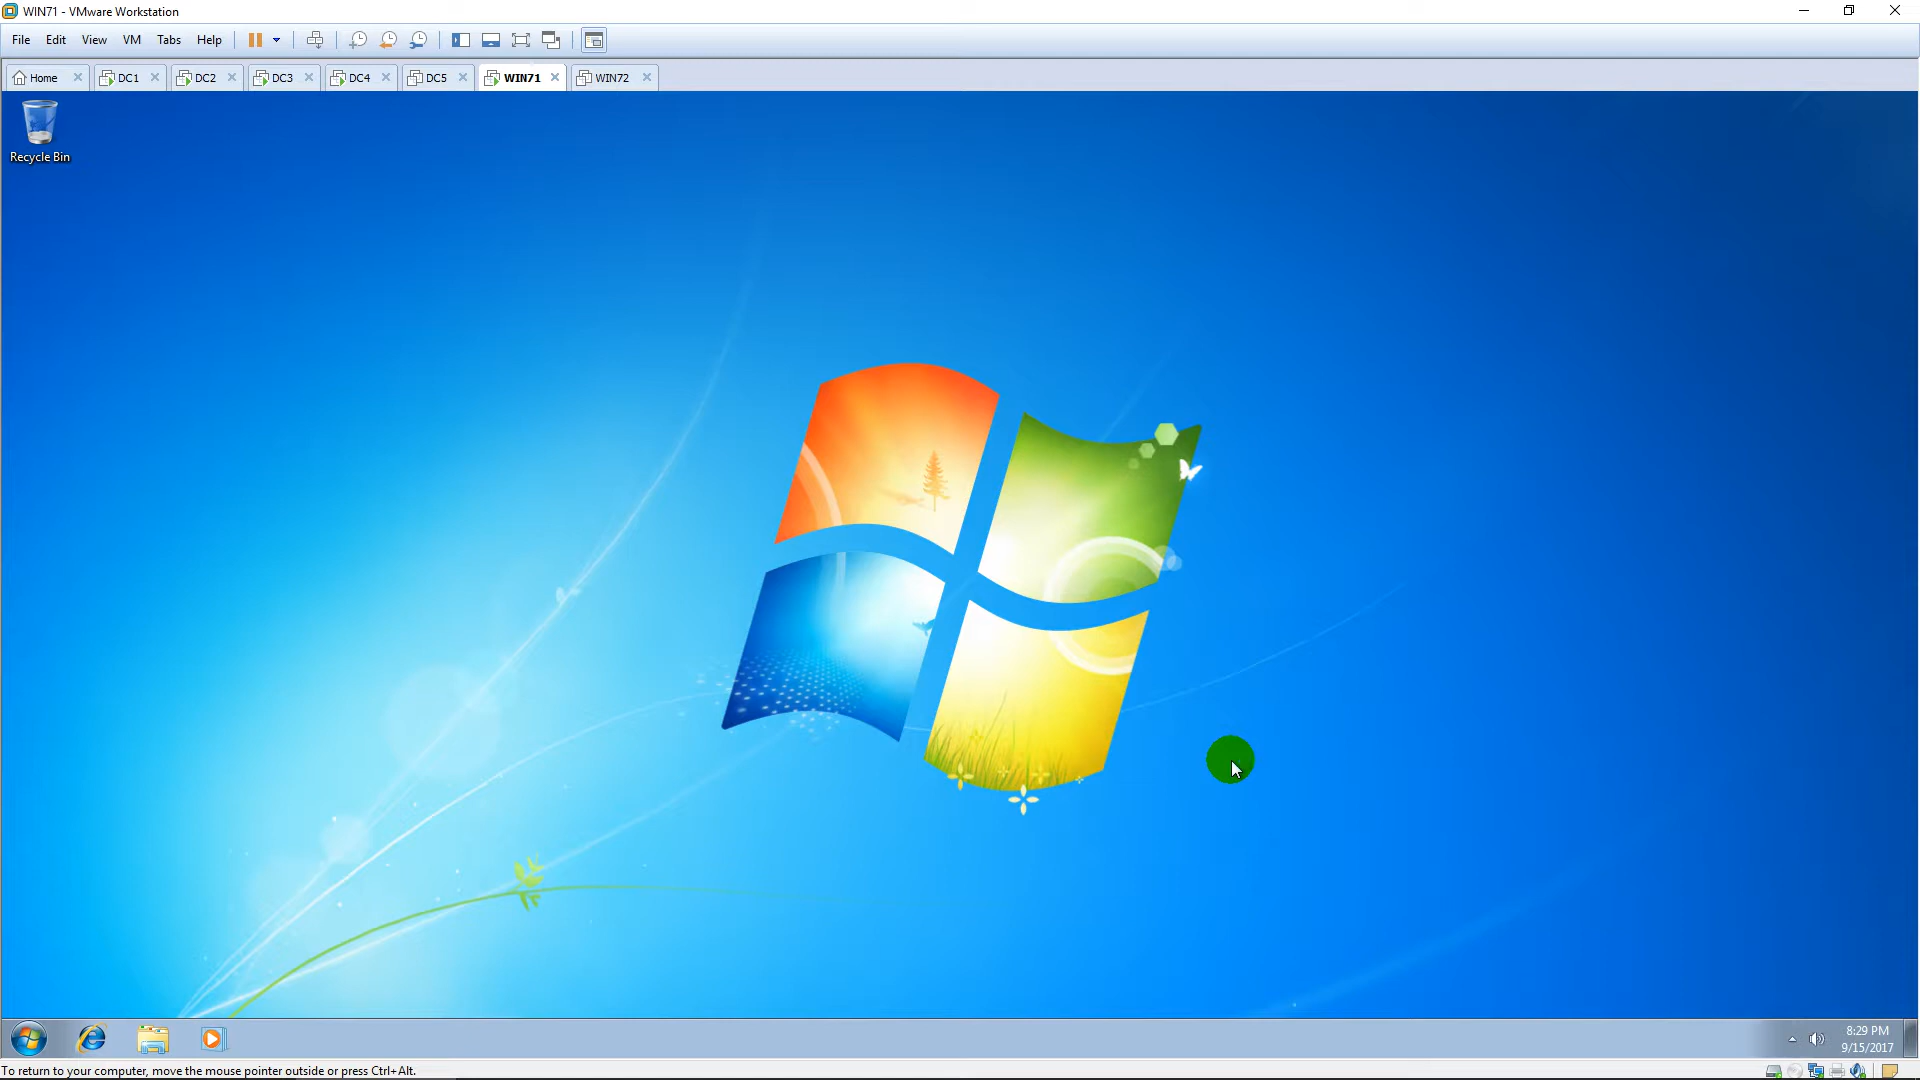 WIN71 - VMware Workstation
File Edit View VM Tabs Help
Home DC1 DC2 DC3 DC4 DC5 WIN71 WIN72
Recycle Bin
8:29 PM
9/15/2017
To return to your computer, move the mouse pointer outside or press Ctrl+Alt.